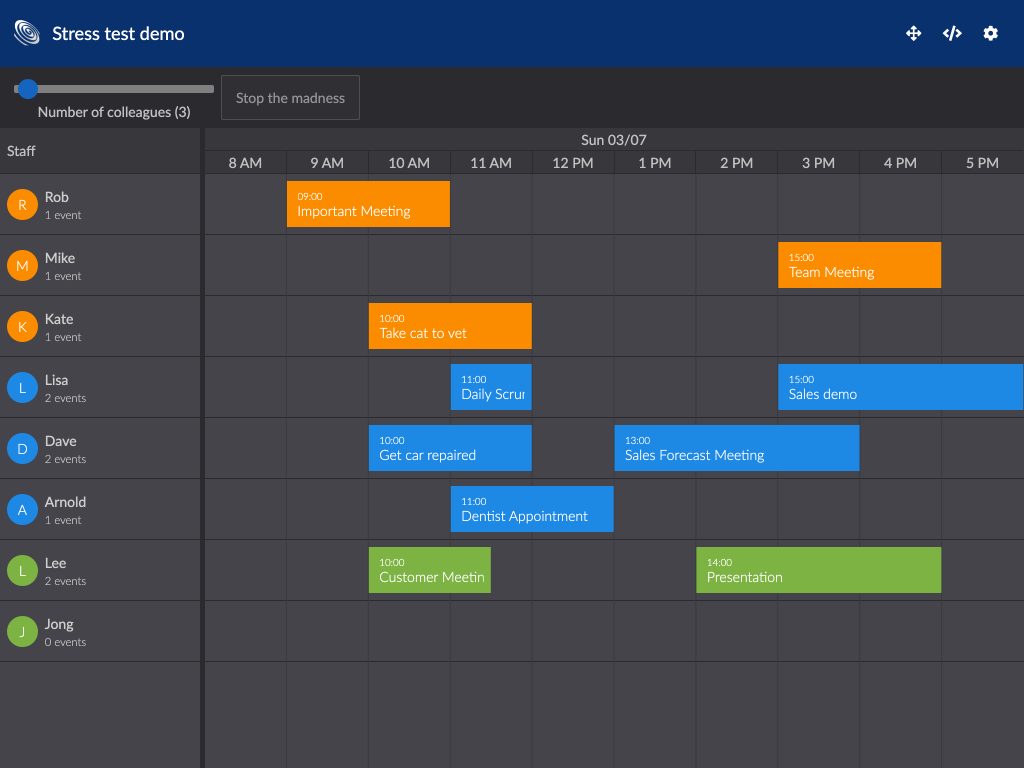 Stress test demo
Number of colleagues (3)
Stop the madness
Staff
Sun 03/07
8 AM 9 AM 10 AM 11 AM 12 PM 1 PM 2 PM 3 PM 4 PM 5 PM
R
Rob
1 event
09:00
Important Meeting
M
Mike
1 event
15:00
Team Meeting
K
Kate
1 event
10:00
Take cat to vet
L
Lisa
2 events
11:00
Daily Scru
15:00
Sales demo
D
Dave
2 events
10:00
Get car repaired
13:00
Sales Forecast Meeting
A
Arnold
1 event
11:00
Dentist Appointment
L
Lee
2 events
10:00
Customer Meetin
14:00
Presentation
J
Jong
0 events